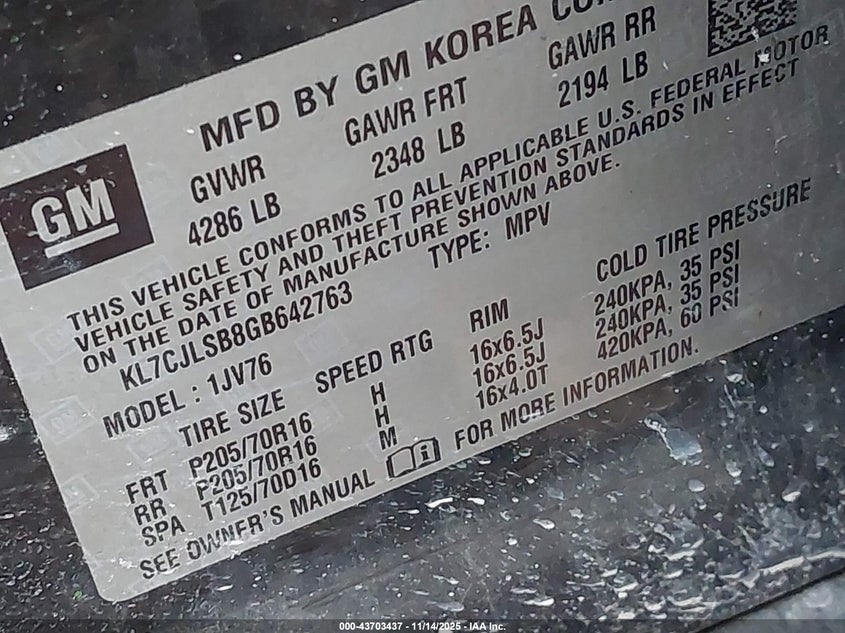 MFD BY GM KOREA
GM
GVWR GAWR FRT GAWR RR
4286 LB 2348 LB 2194 LB
THIS VEHICLE CONFORMS TO ALL APPLICABLE U.S. FEDERAL MOTOR
VEHICLE SAFETY AND THEFT PREVENTION STANDARDS IN EFFECT
ON THE DATE OF MANUFACTURE SHOWN ABOVE.
KL7CJLSB8GB642763 TYPE: MPV
MODEL : 1JV76
TIRE SIZE SPEED RTG RIM COLD TIRE PRESSURE
FRT P205/70R16 H 16x6.5J 240KPA, 35 PSI
RR P205/70R16 H 16x6.5J 240KPA, 35 PSI
SPA T125/70D16 M 16x4.0T 420KPA, 60 PSI
SEE OWNER'S MANUAL FOR MORE INFORMATION.
000-43703437 - 11/14/2025 - IAA Inc.